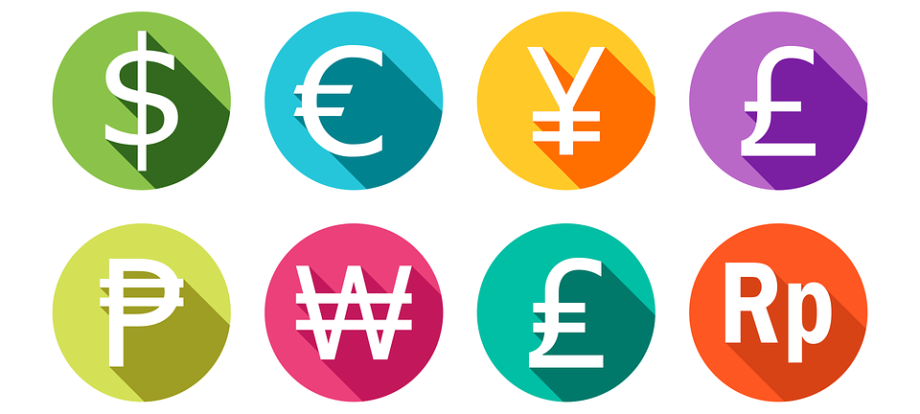 $ € ¥ £
₱ ₩ ₤ Rp